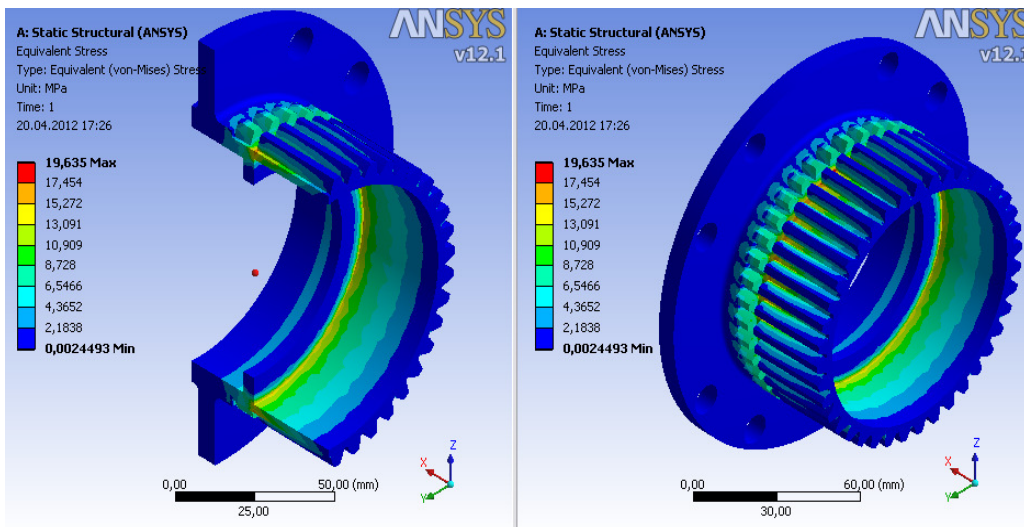 A: Static Structural (ANSYS)
Equivalent Stress
Type: Equivalent (von-Mises) Stress
Unit: MPa
Time: 1
20.04.2012 17:26
ANSYS
v12.1
19,635 Max
17,454
15,272
13,091
10,909
8,728
6,5466
4,3652
2,1838
0,0024493 Min
0,00 50,00 (mm)
25,00
Z
X
Y
A: Static Structural (ANSYS)
Equivalent Stress
Type: Equivalent (von-Mises) Stress
Unit: MPa
Time: 1
20.04.2012 17:26
ANSYS
v12.1
19,635 Max
17,454
15,272
13,091
10,909
8,728
6,5466
4,3652
2,1838
0,0024493 Min
0,00 60,00 (mm)
30,00
Z
X
Y